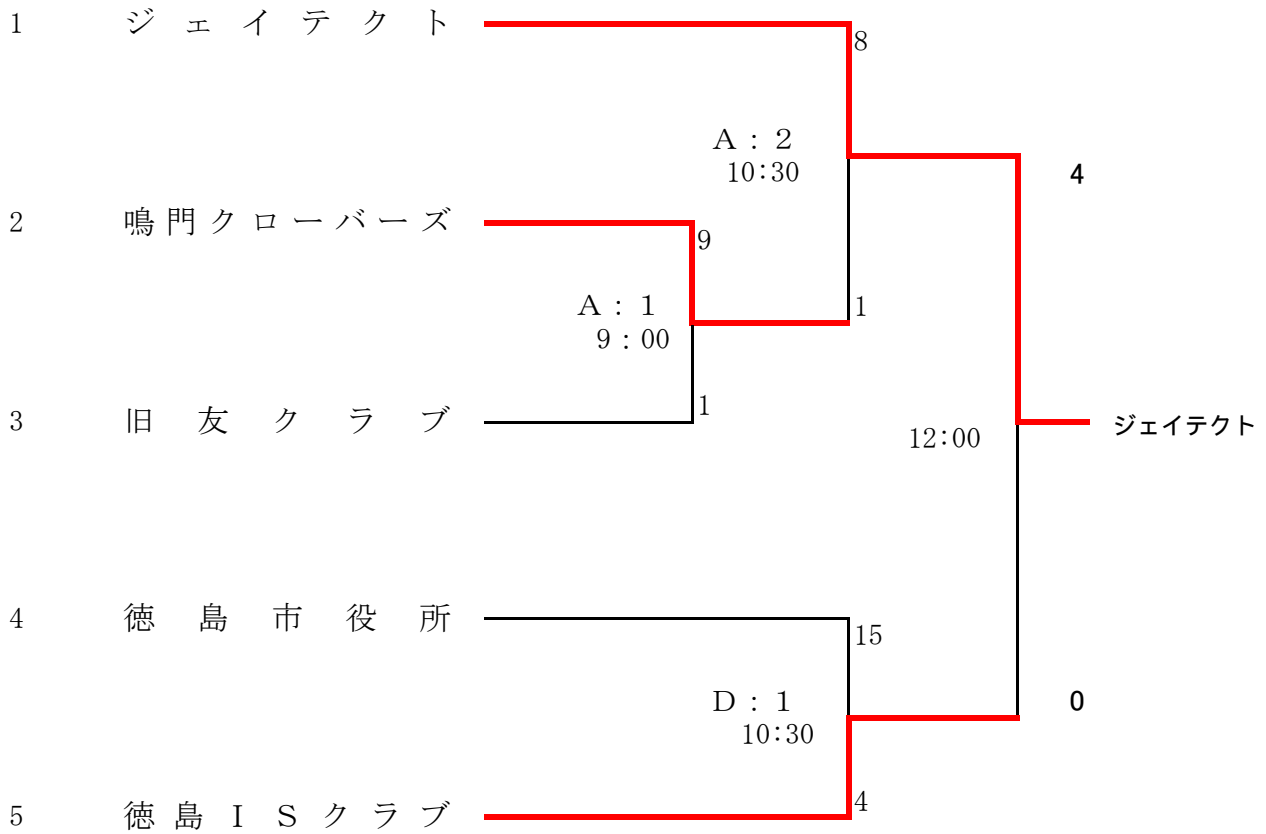 1 ジェイテクト
8
A：2
10:30
4
2 鳴門クローバーズ
9
A：1
9：00
1
3 旧友クラブ
1
12:00
ジェイテクト
4 徳島市役所
15
D：1
10:30
0
5 徳島ＩＳクラブ
4